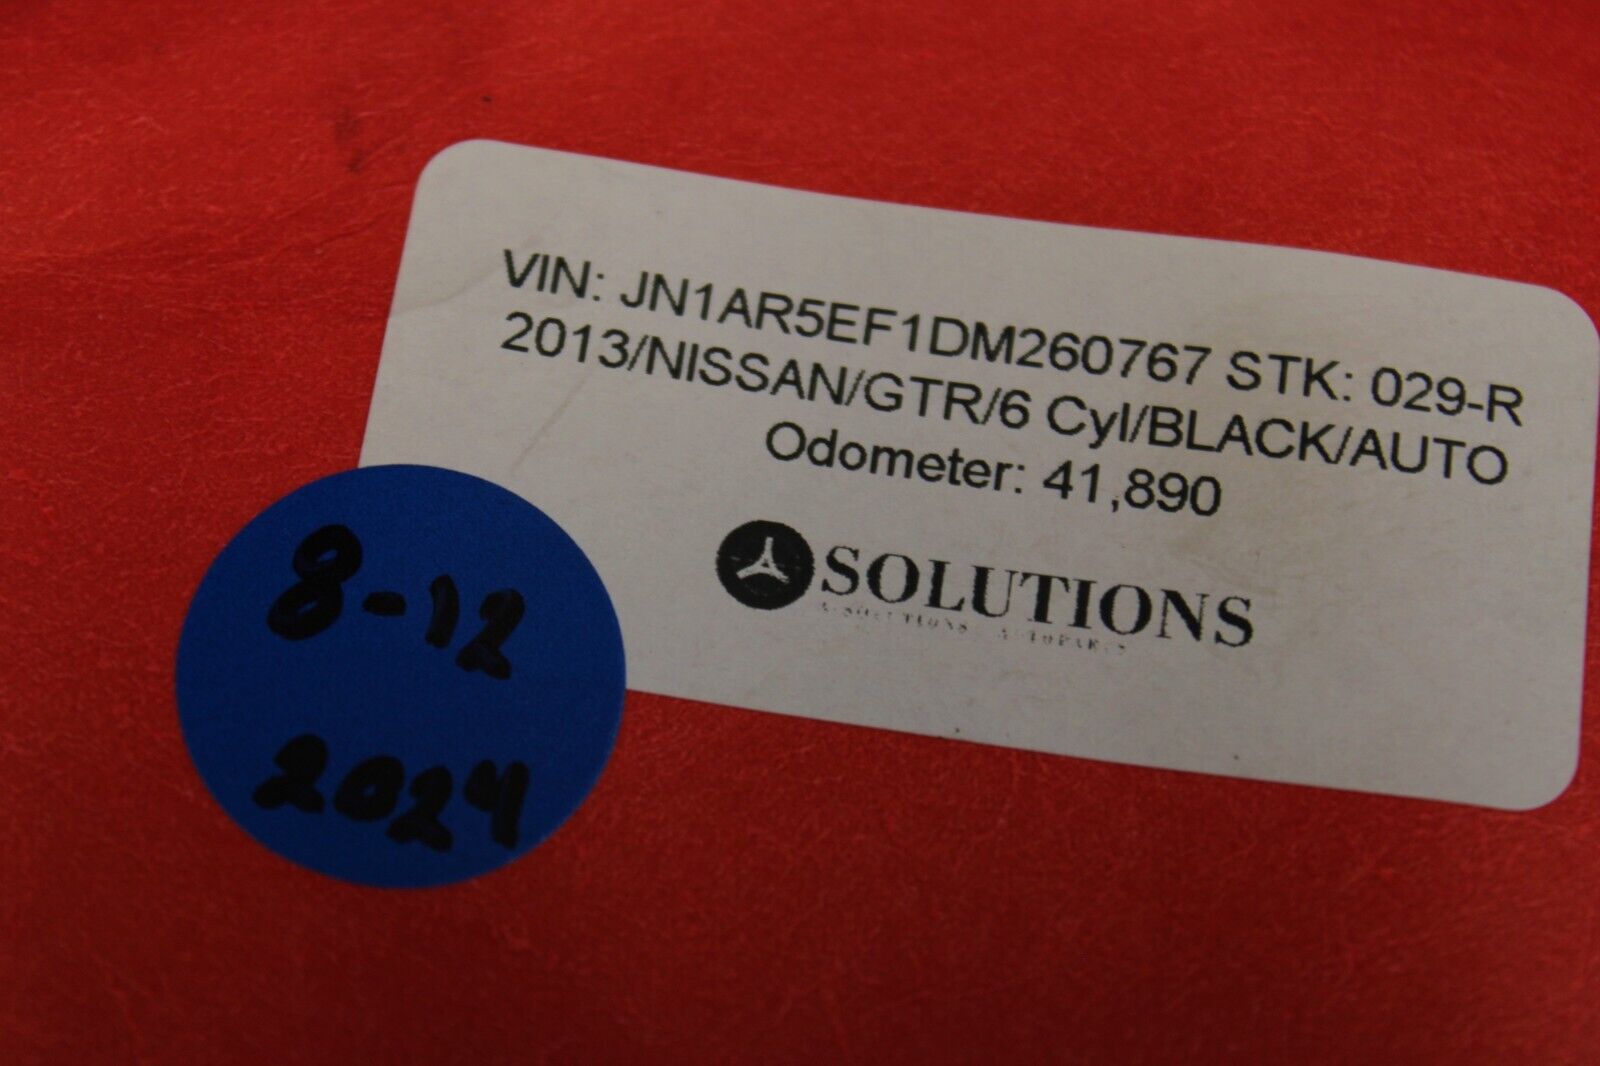 VIN: JN1AR5EF1DM260767 STK: 029-R
2013/NISSAN/GTR/6 Cyl/BLACK/AUTO
Odometer: 41,890
SOLUTIONS
8-12
2024